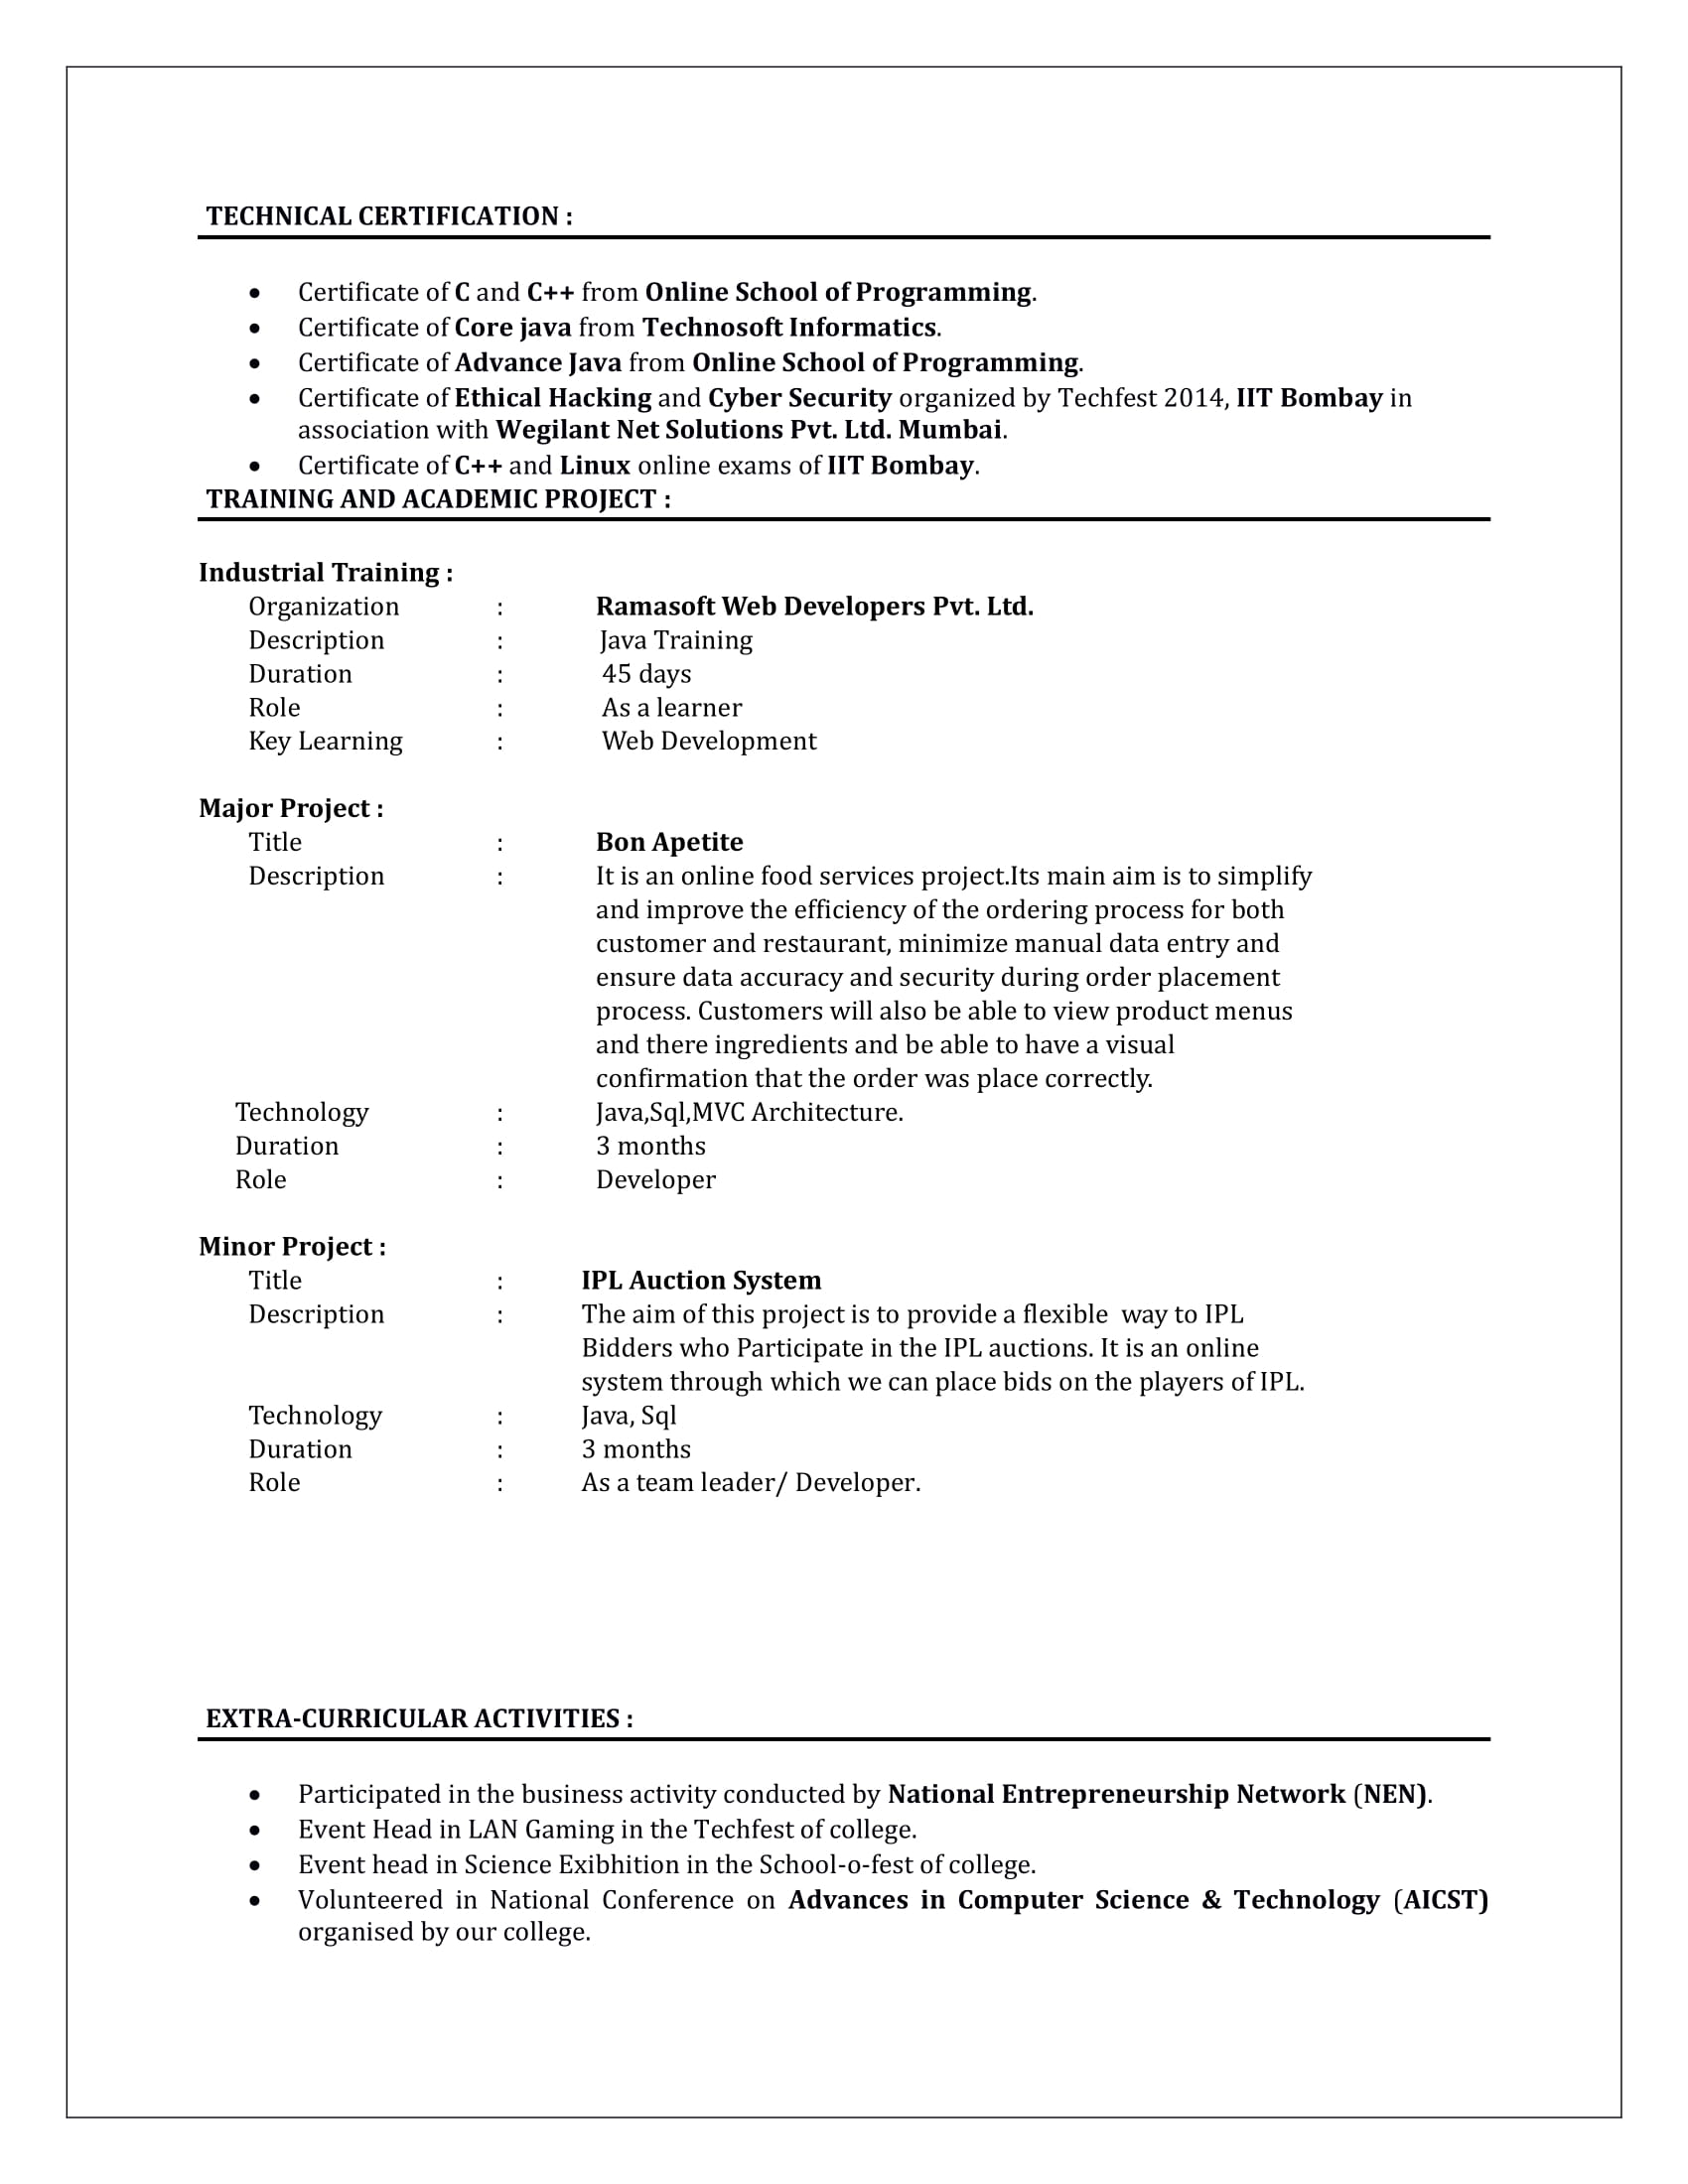 TECHNICAL CERTIFICATION :
• Certificate of C and C++ from Online School of Programming.
• Certificate of Core java from Technosoft Informatics.
• Certificate of Advance Java from Online School of Programming.
• Certificate of Ethical Hacking and Cyber Security organized by Techfest 2014, IIT Bombay in
association with Wegilant Net Solutions Pvt. Ltd. Mumbai.
• Certificate of C++ and Linux online exams of IIT Bombay.
TRAINING AND ACADEMIC PROJECT :
Industrial Training :
Organization : Ramasoft Web Developers Pvt. Ltd.
Description : Java Training
Duration : 45 days
Role : As a learner
Key Learning : Web Development
Major Project :
Title : Bon Apetite
Description : It is an online food services project.Its main aim is to simplify
and improve the efficiency of the ordering process for both
customer and restaurant, minimize manual data entry and
ensure data accuracy and security during order placement
process. Customers will also be able to view product menus
and there ingredients and be able to have a visual
confirmation that the order was place correctly.
Technology : Java,Sql,MVC Architecture.
Duration : 3 months
Role : Developer
Minor Project :
Title : IPL Auction System
Description : The aim of this project is to provide a flexible  way to IPL
Bidders who Participate in the IPL auctions. It is an online
system through which we can place bids on the players of IPL.
Technology : Java, Sql
Duration : 3 months
Role : As a team leader/ Developer.
EXTRA-CURRICULAR ACTIVITIES :
• Participated in the business activity conducted by National Entrepreneurship Network (NEN).
• Event Head in LAN Gaming in the Techfest of college.
• Event head in Science Exibhition in the School-o-fest of college.
• Volunteered in National Conference on Advances in Computer Science & Technology (AICST)
organised by our college.